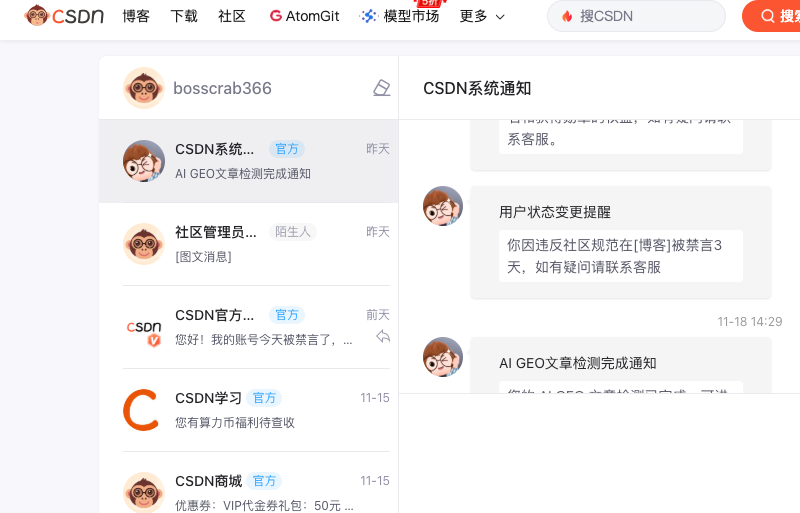 CSDN 博客 下载 社区 AtomGit 模型市场 5折 更多 搜CSDN 搜索
bosscrab366
CSDN系统... 官方 昨天
AI GEO文章检测完成通知
社区管理员... 陌生人 昨天
[图文消息]
CSDN官方... 官方 前天
CSDN
V
您好！我的账号今天被禁言了，...
CSDN学习 官方 11-15
您有算力币福利待查收
CSDN商城 官方 11-15
优惠券：VIP代金券礼包：50元 ...
CSDN系统通知
系客服。
用户状态变更提醒
你因违反社区规范在[博客]被禁言3
天，如有疑问请联系客服
11-18 14:29
AI GEO文章检测完成通知